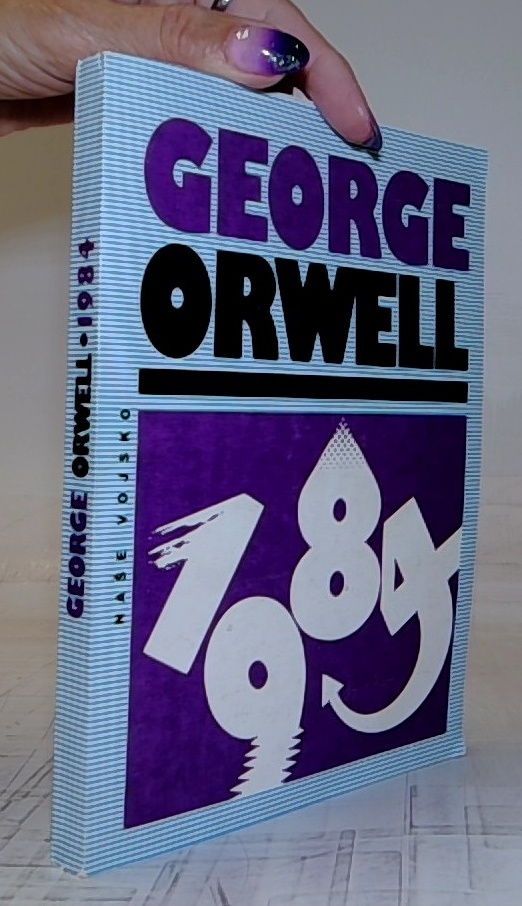 GEORGE ORWELL • 1984
NAŠE VOJSKO
GEORGE
ORWELL
1984